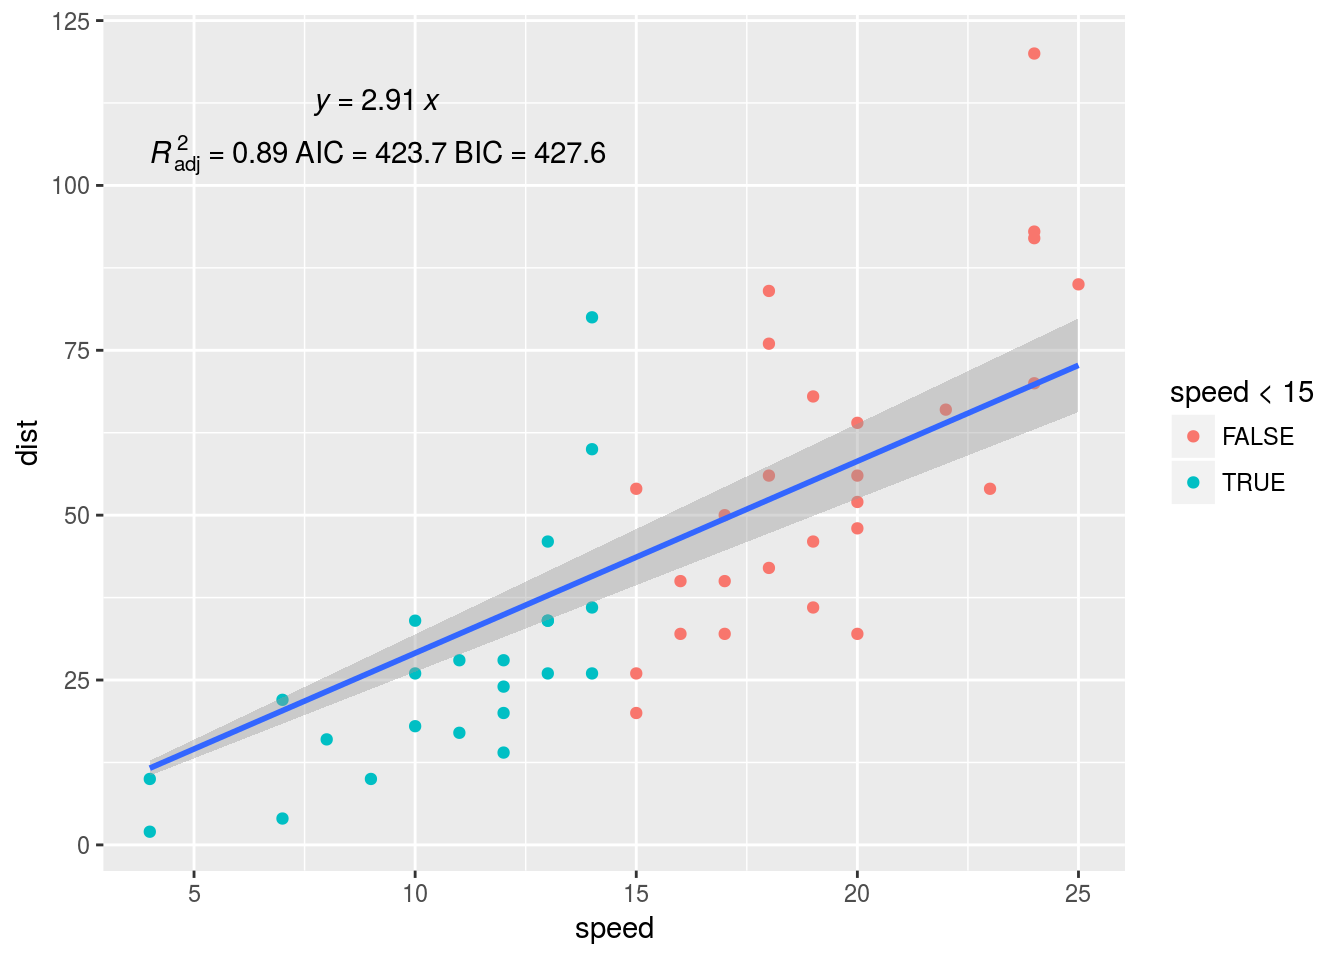 y = 2.91 x
R²adj = 0.89 AIC = 423.7 BIC = 427.6
125
100
75
50
25
0
dist
5 10 15 20 25
speed
speed < 15
FALSE
TRUE